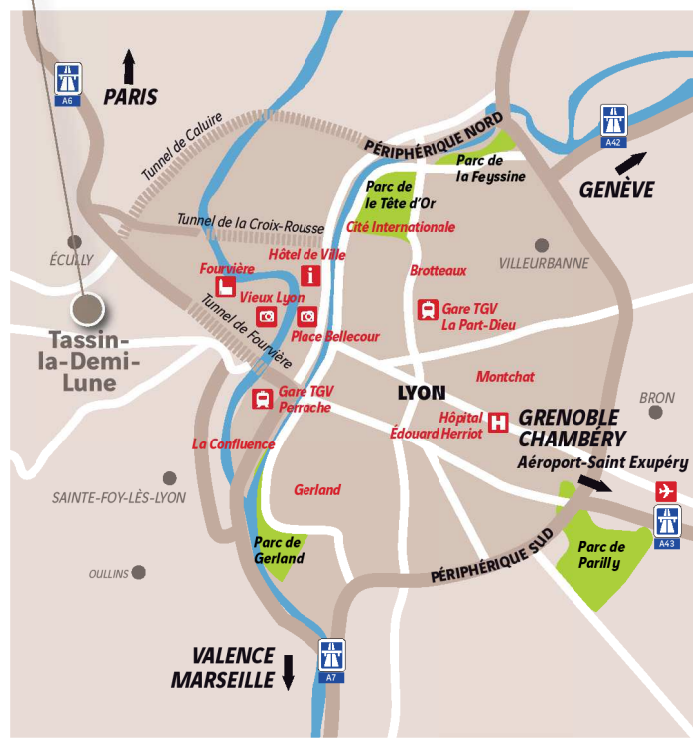 A6
PARIS
Tunnel de Caluire
PÉRIPHÉRIQUE NORD
A42
Parc de
la Feyssine
GENÈVE
Parc de
le Tête d'Or
Tunnel de la Croix-Rousse
Cité Internationale
ÉCULLY
Hôtel de Ville
Fourvière
Brotteaux
VILLEURBANNE
Vieux Lyon
Gare TGV
La Part-Dieu
Tassin-
la-Demi-
Lune
Tunnel de Fourvière
Place Bellecour
Montchat
Gare TGV
Perrache
LYON
BRON
Hôpital
Édouard Herriot
H
GRENOBLE
CHAMBÉRY
La Confluence
Aéroport-Saint Exupéry
SAINTE-FOY-LÈS-LYON
Gerland
A43
Parc de
Gerland
PÉRIPHÉRIQUE SUD
Parc de
Parilly
OULLINS
VALENCE
MARSEILLE
A7
i